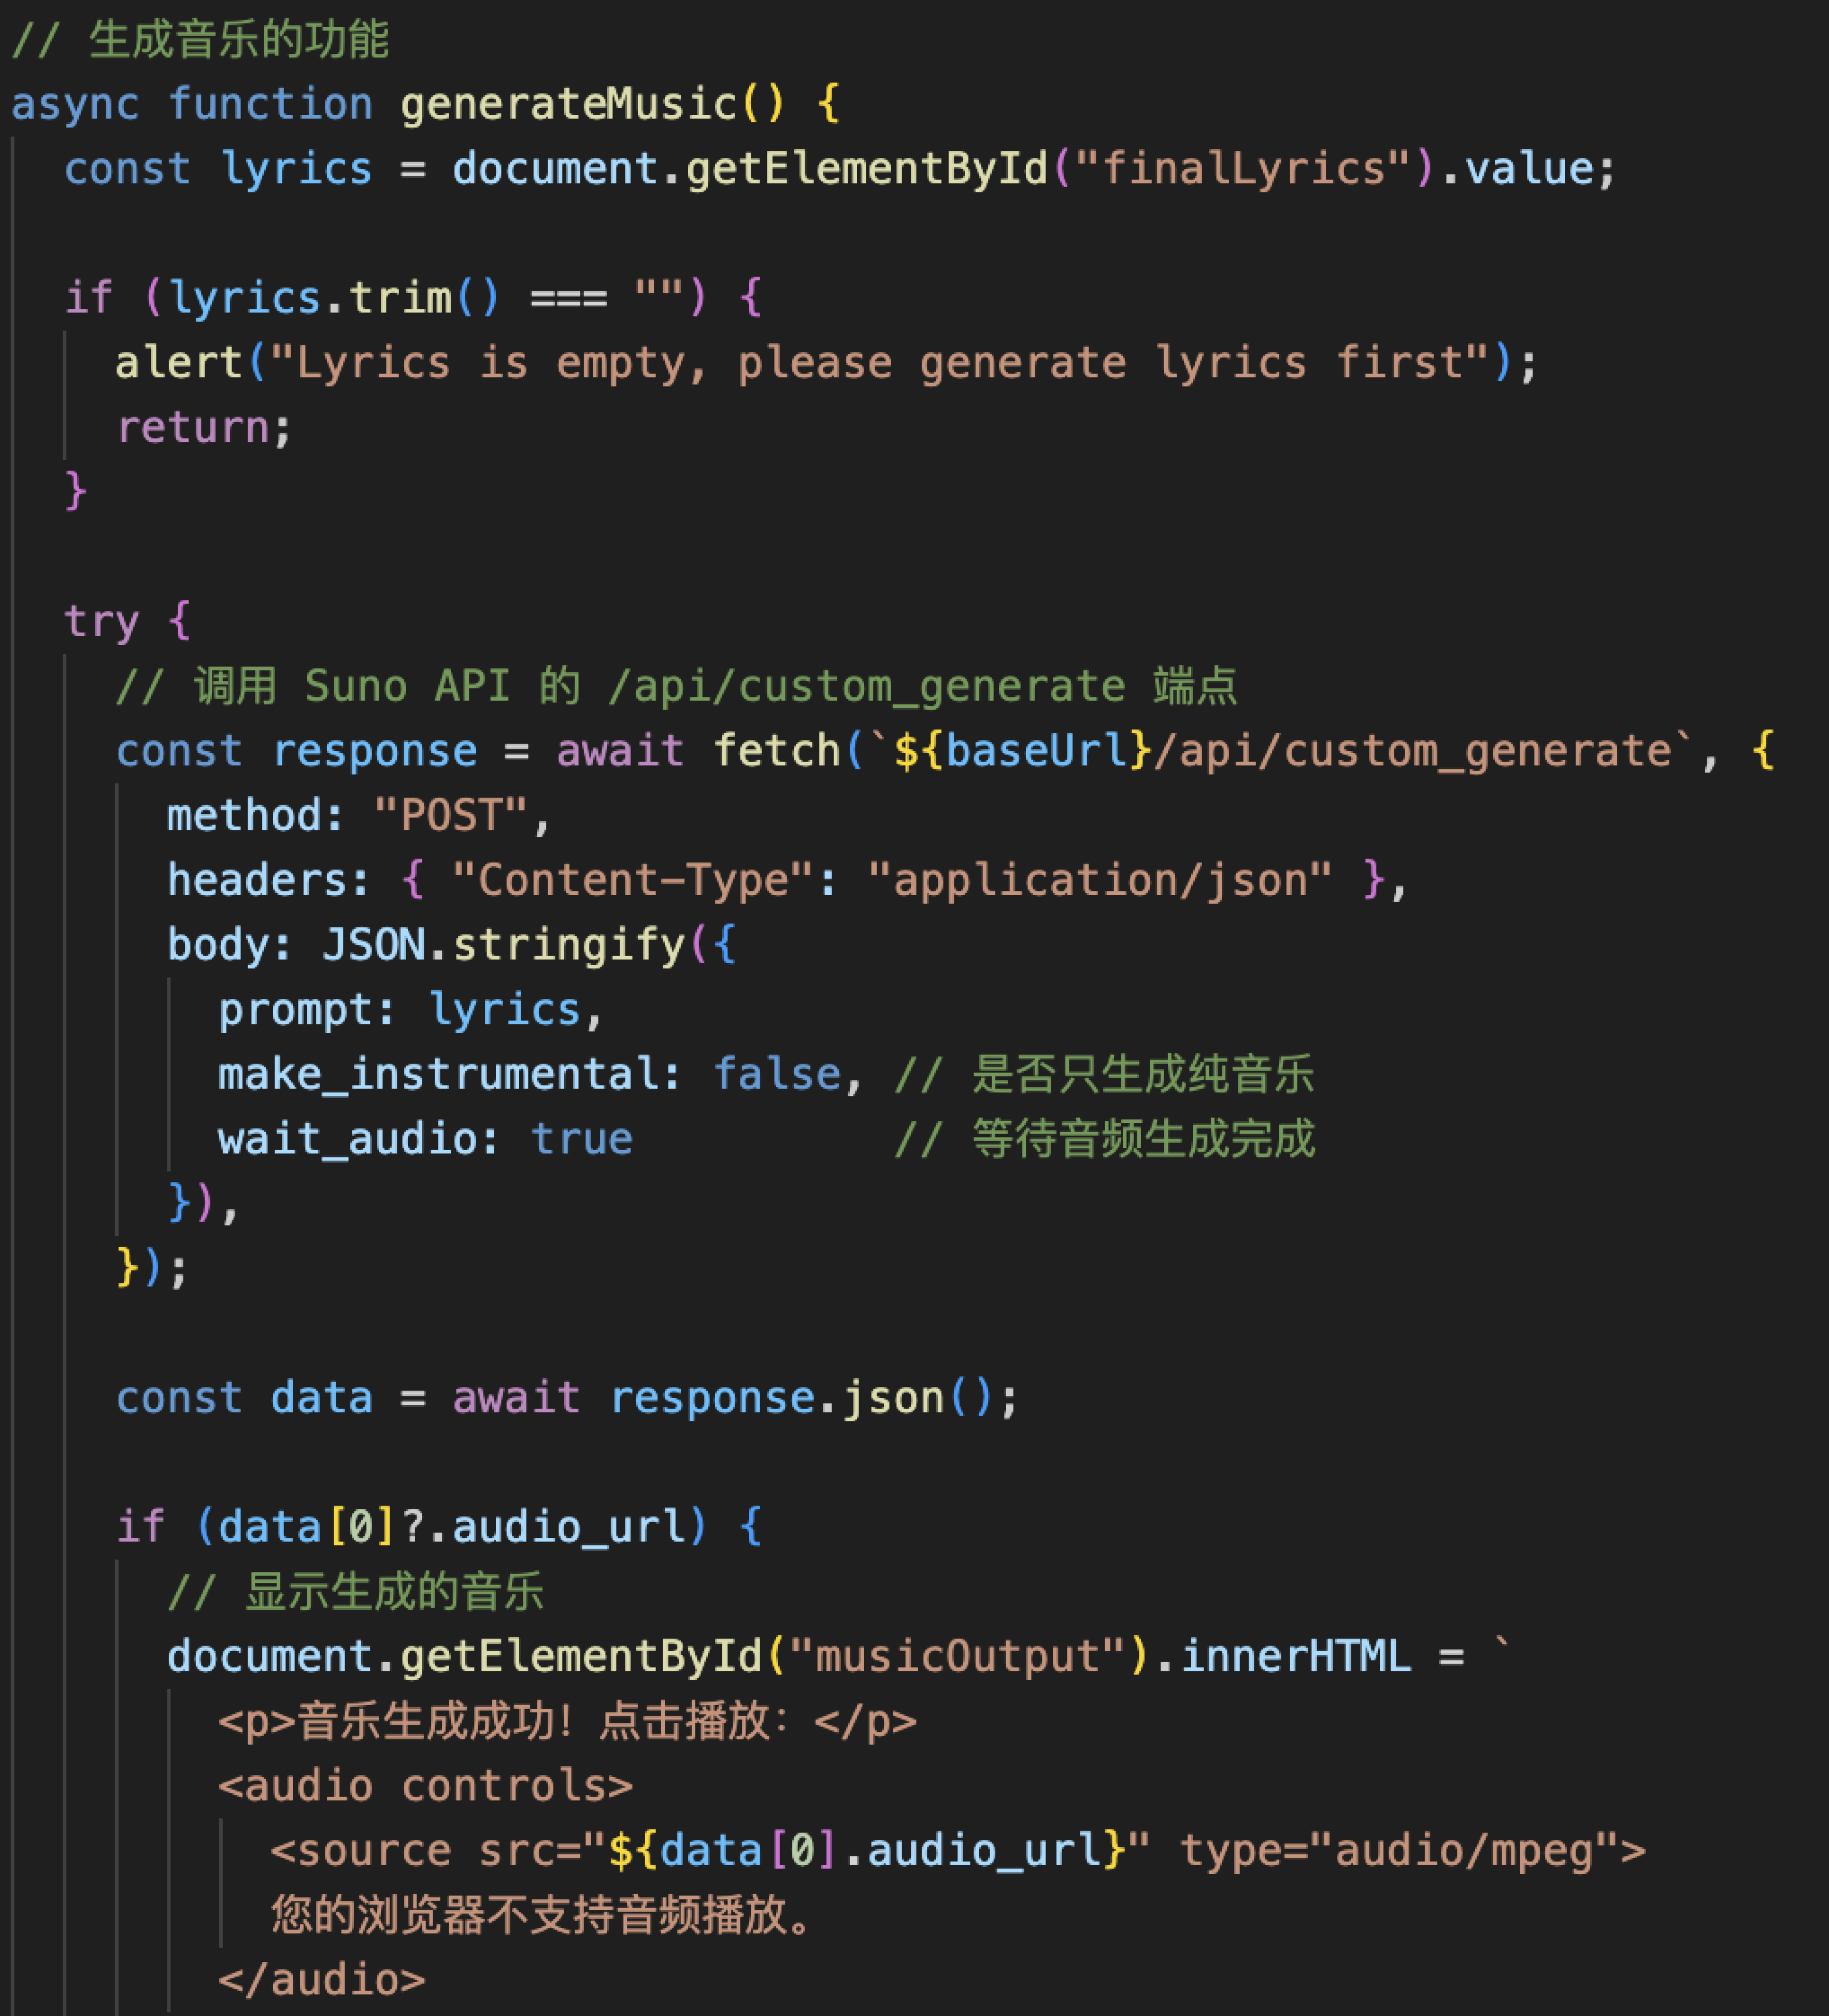 // 生成音乐的功能
async function generateMusic() {
  const lyrics = document.getElementById("finalLyrics").value;

  if (lyrics.trim() === "") {
    alert("Lyrics is empty, please generate lyrics first");
    return;
  }

  try {
    // 调用 Suno API 的 /api/custom_generate 端点
    const response = await fetch(`${baseUrl}/api/custom_generate`, {
      method: "POST",
      headers: { "Content-Type": "application/json" },
      body: JSON.stringify({
        prompt: lyrics,
        make_instrumental: false, // 是否只生成纯音乐
        wait_audio: true          // 等待音频生成完成
      }),
    });

    const data = await response.json();

    if (data[0]?.audio_url) {
      // 显示生成的音乐
      document.getElementById("musicOutput").innerHTML = `
        <p>音乐生成成功！点击播放：</p>
        <audio controls>
          <source src="${data[0].audio_url}" type="audio/mpeg">
          您的浏览器不支持音频播放。
        </audio>